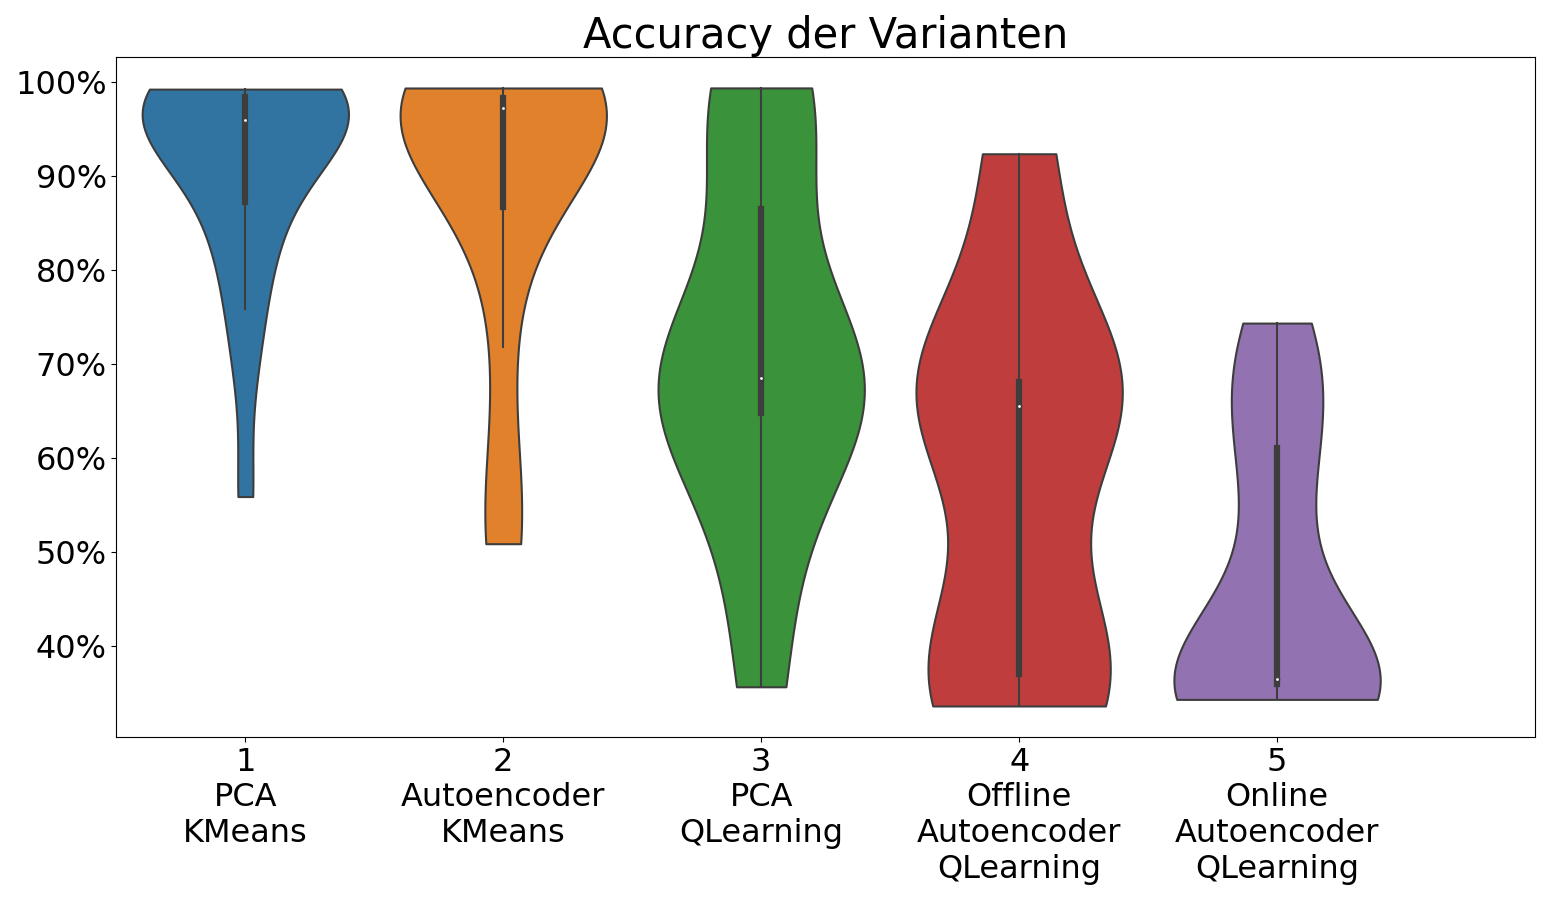 Accuracy der Varianten
100%
90%
80%
70%
60%
50%
40%
1 2 3 4 5
PCA Autoencoder PCA Offline Online
KMeans KMeans QLearning Autoencoder Autoencoder
QLearning QLearning